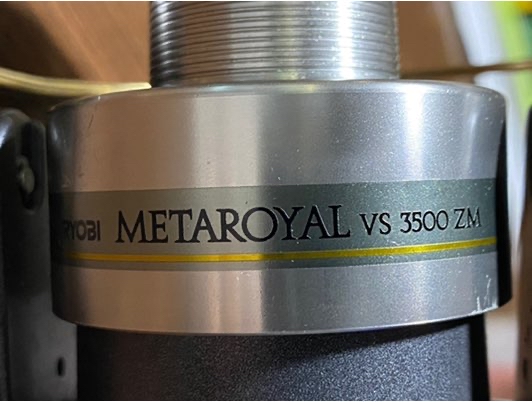 RYOBI METAROYAL VS 3500 ZM